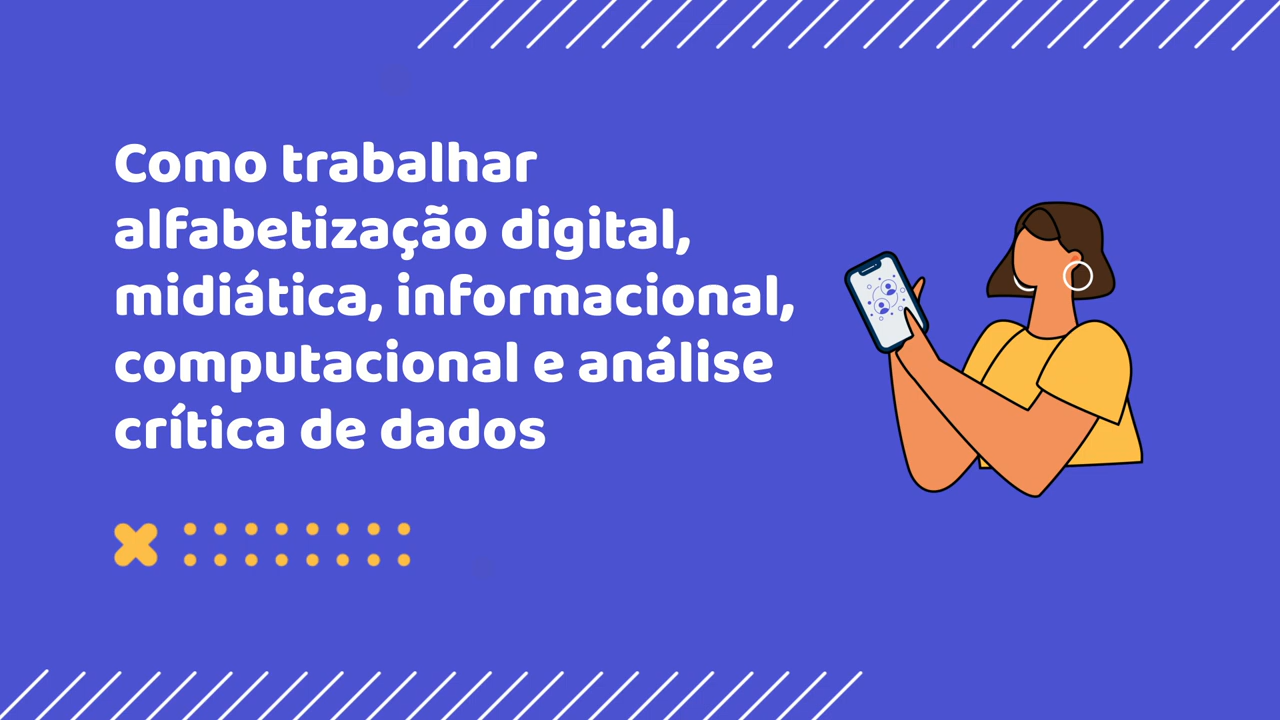 Como trabalhar
alfabetização digital,
midiática, informacional,
computacional e análise
crítica de dados